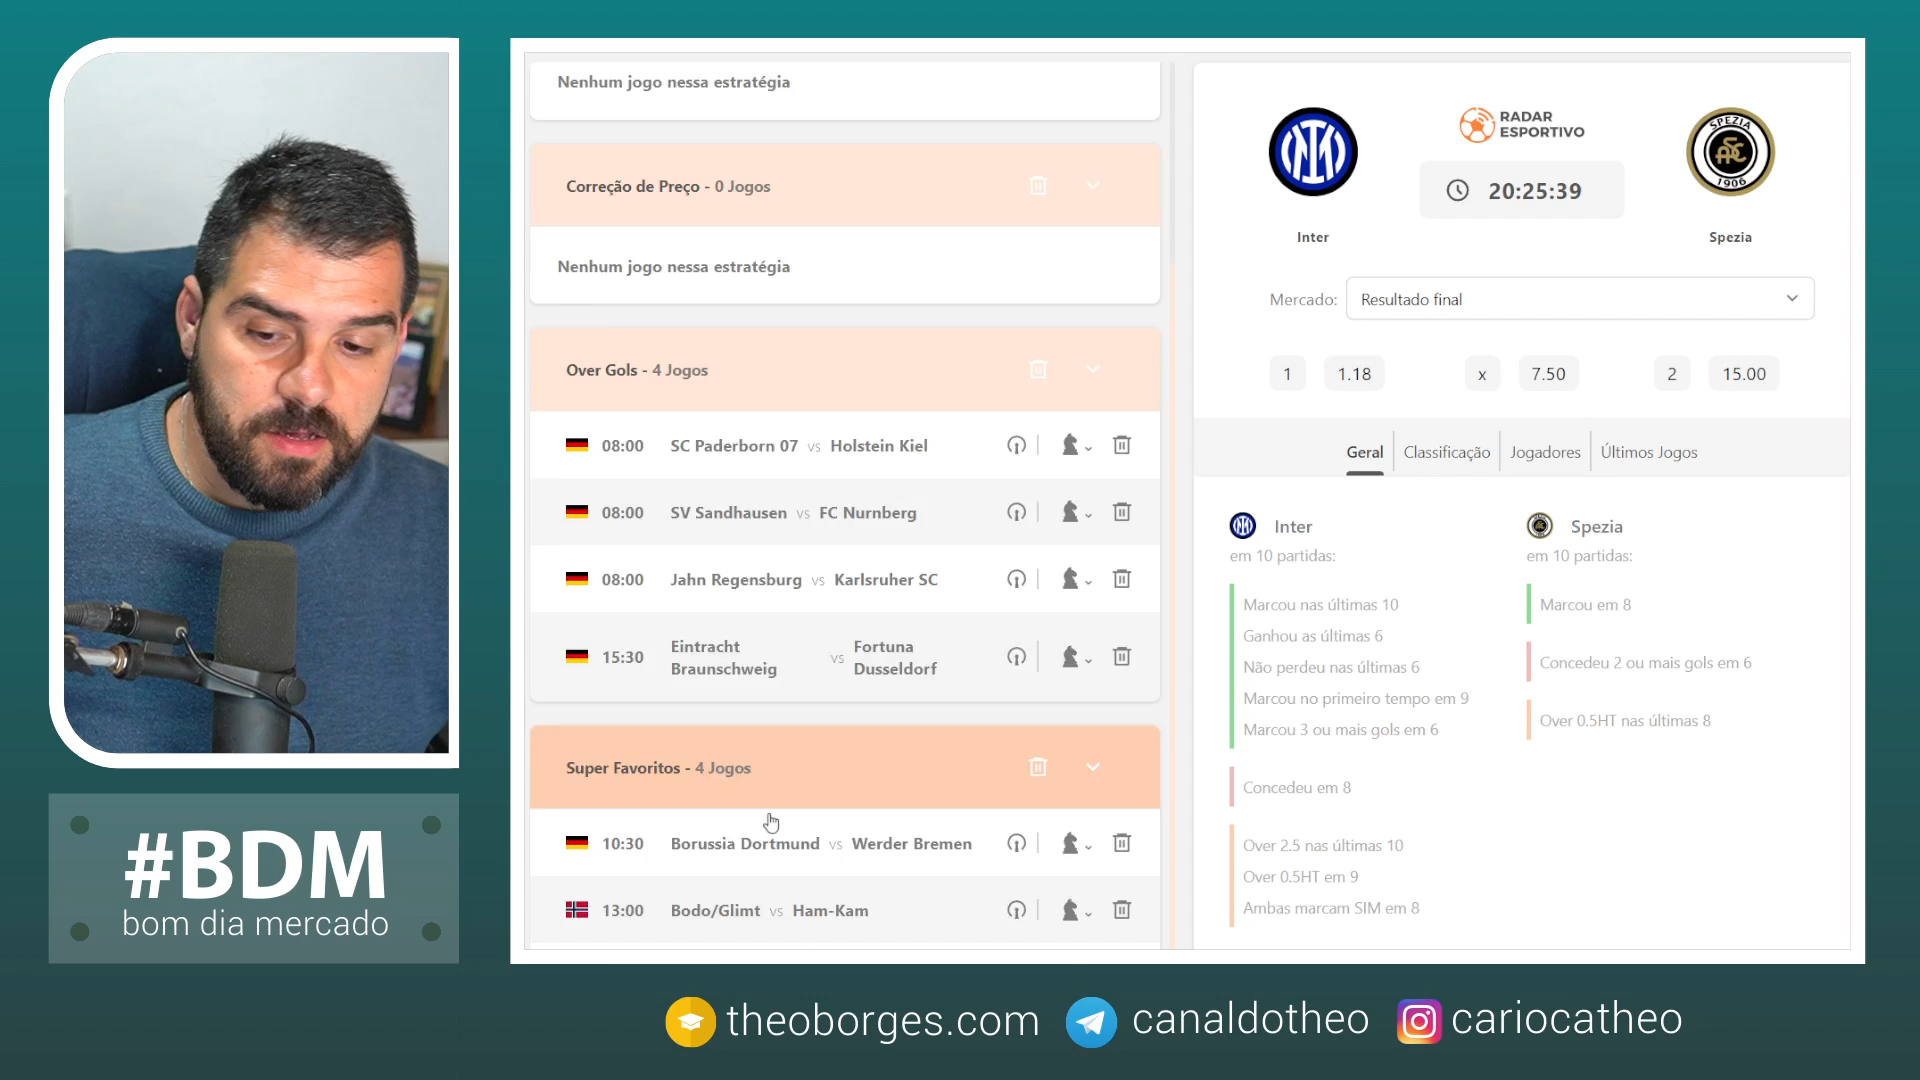 Nenhum jogo nessa estratégia
Correção de Preço - 0 Jogos
Nenhum jogo nessa estratégia
Over Gols - 4 Jogos
08:00 SC Paderborn 07 vs Holstein Kiel
08:00 SV Sandhausen vs FC Nurnberg
08:00 Jahn Regensburg vs Karlsruher SC
15:30 Eintracht Braunschweig vs Fortuna Dusseldorf
Super Favoritos - 4 Jogos
10:30 Borussia Dortmund vs Werder Bremen
13:00 Bodo/Glimt vs Ham-Kam
RADAR
ESPORTIVO
SPEZIA
1906
20:25:39
Inter
Spezia
Mercado: Resultado final
1 1.18 x 7.50 2 15.00
Geral Classificação Jogadores Últimos Jogos
Inter
em 10 partidas:
Marcou nas últimas 10
Ganhou as últimas 6
Não perdeu nas últimas 6
Marcou no primeiro tempo em 9
Marcou 3 ou mais gols em 6
Concedeu em 8
Over 2.5 nas últimas 10
Over 0.5HT em 9
Ambas marcam SIM em 8
Spezia
em 10 partidas:
Marcou em 8
Concedeu 2 ou mais gols em 6
Over 0.5HT nas últimas 8
#BDM
bom dia mercado
theoborges.com canaldotheo cariocatheo